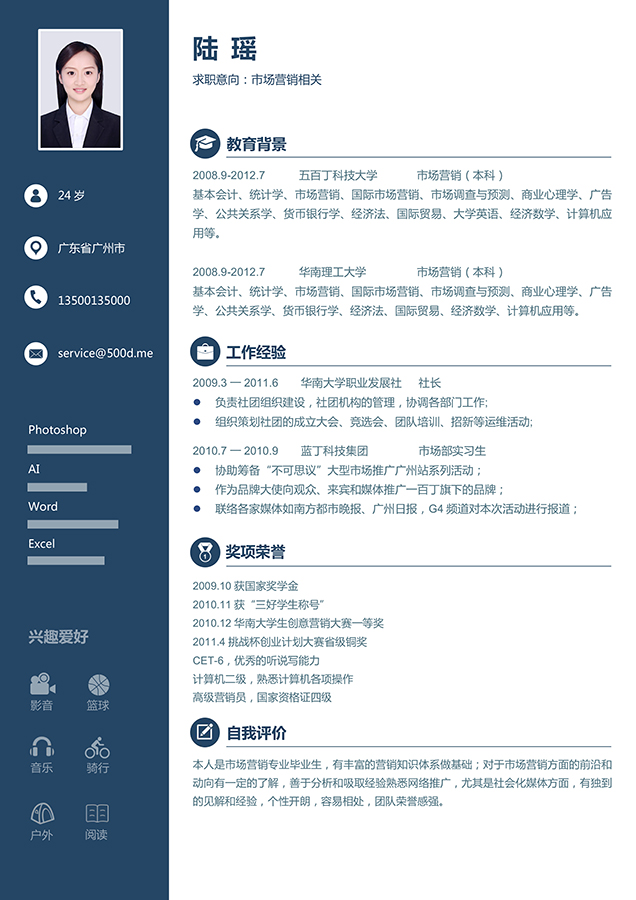 陆 瑶
求职意向：市场营销相关
24 岁
广东省广州市
13500135000
service@500d.me
Photoshop
AI
Word
Excel
兴趣爱好
影音 篮球
音乐 骑行
户外 阅读
教育背景
2008.9-2012.7 五百丁科技大学 市场营销（本科）
基本会计、统计学、市场营销、国际市场营销、市场调查与预测、商业心理学、广告
学、公共关系学、货币银行学、经济法、国际贸易、大学英语、经济数学、计算机应
用等。
2008.9-2012.7 华南理工大学 市场营销（本科）
基本会计、统计学、市场营销、国际市场营销、市场调查与预测、商业心理学、广告
学、公共关系学、货币银行学、经济法、国际贸易、经济数学、计算机应用等。
工作经验
2009.3 — 2011.6 华南大学职业发展社 社长
● 负责社团组织建设，社团机构的管理，协调各部门工作;
● 组织策划社团的成立大会、竞选会、团队培训、招新等运维活动;
2010.7 — 2010.9 蓝丁科技集团 市场部实习生
● 协助筹备“不可思议”大型市场推广广州站系列活动；
● 作为品牌大使向观众、来宾和媒体推广一百丁旗下的品牌；
● 联络各家媒体如南方都市晚报、广州日报，G4 频道对本次活动进行报道；
奖项荣誉
2009.10 获国家奖学金
2010.11 获“三好学生称号”
2010.12 华南大学生创意营销大赛一等奖
2011.4 挑战杯创业计划大赛省级铜奖
CET-6，优秀的听说写能力
计算机二级，熟悉计算机各项操作
高级营销员，国家资格证四级
自我评价
本人是市场营销专业毕业生，有丰富的营销知识体系做基础；对于市场营销方面的前沿和
动向有一定的了解，善于分析和吸取经验熟悉网络推广，尤其是社会化媒体方面，有独到
的见解和经验，个性开朗，容易相处，团队荣誉感强。